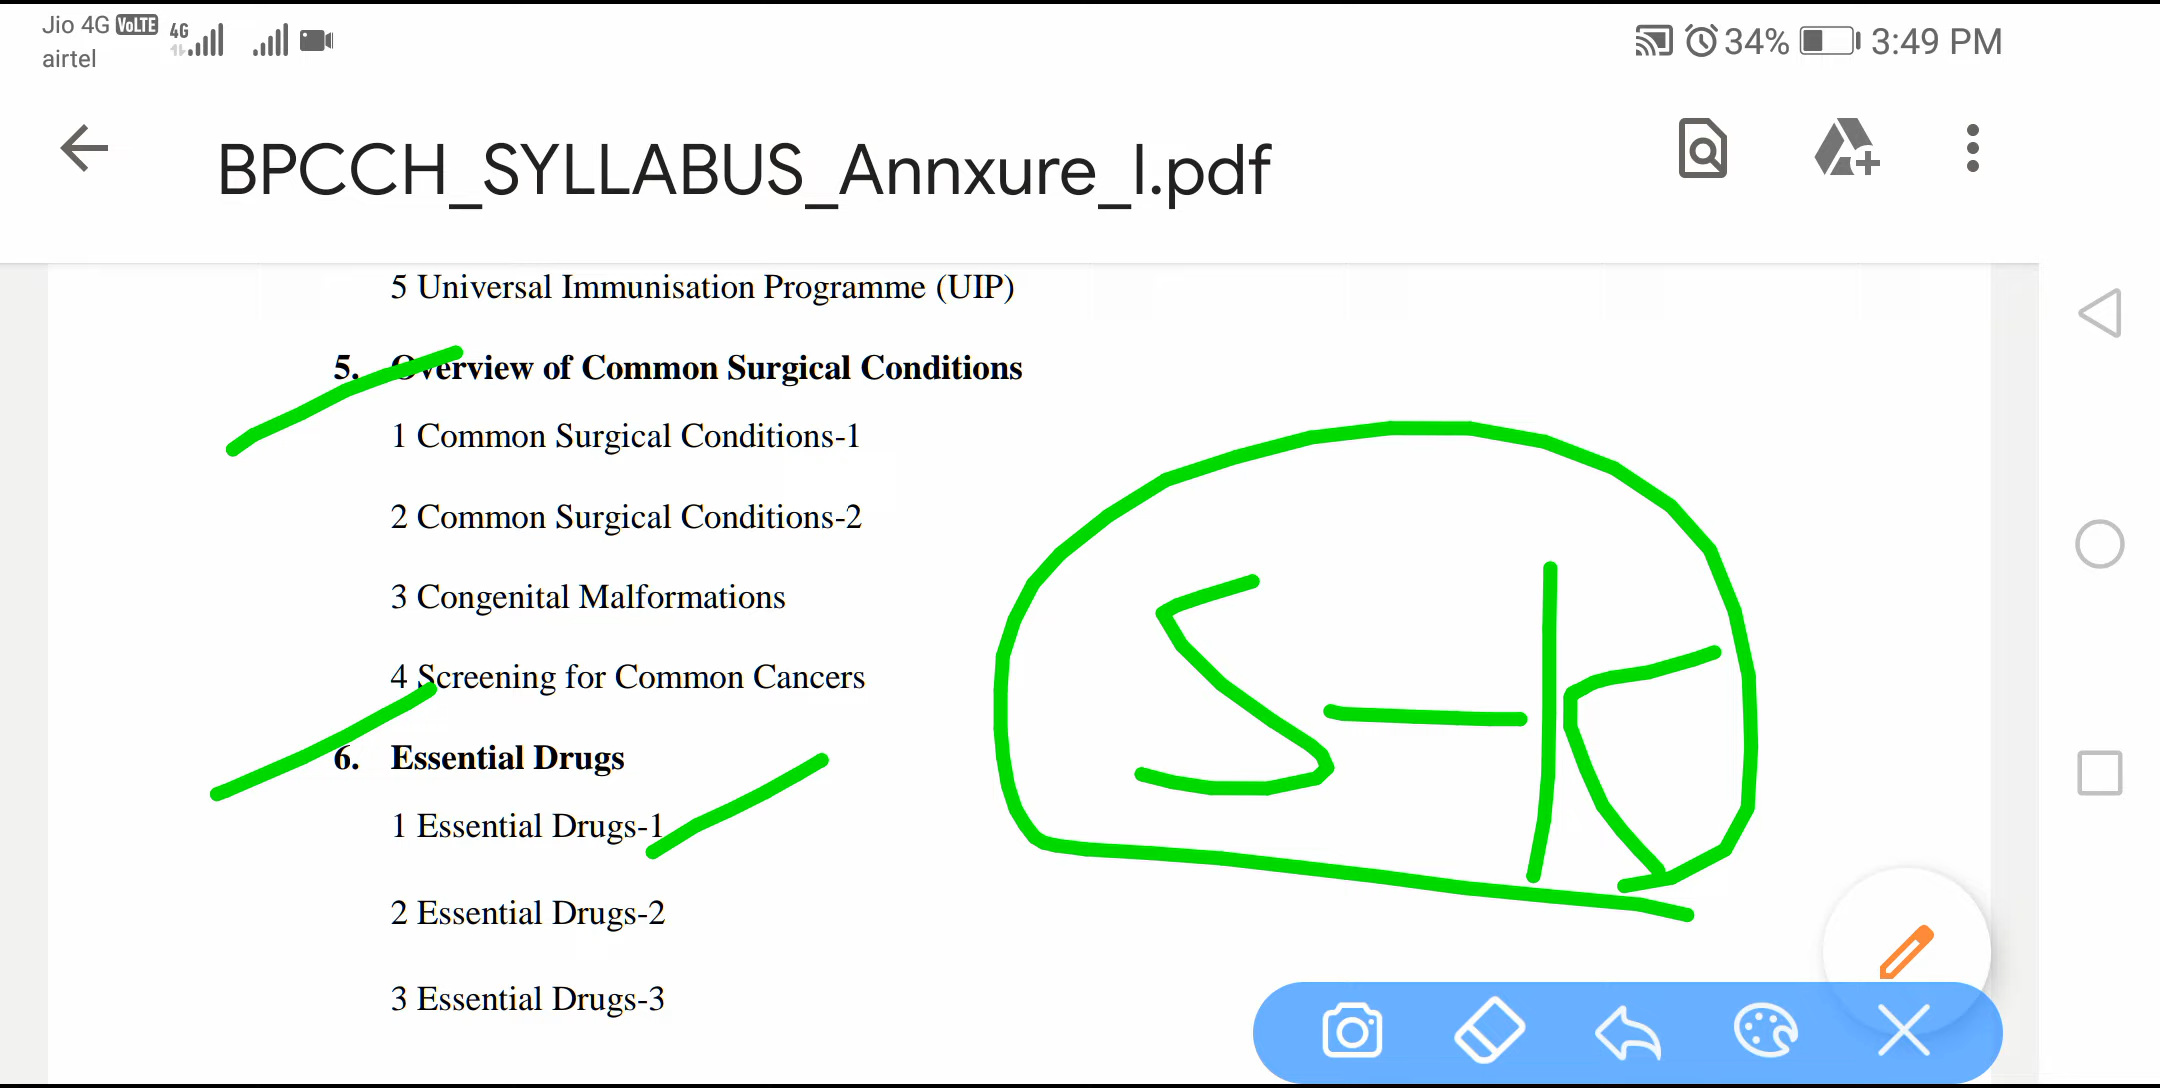 Jio 4G VoLTE 4G 34% 3:49 PM
airtel
BPCCH_SYLLABUS_Annxure_I.pdf
5 Universal Immunisation Programme (UIP)
5. Overview of Common Surgical Conditions
1 Common Surgical Conditions-1
2 Common Surgical Conditions-2
3 Congenital Malformations
4 Screening for Common Cancers
6. Essential Drugs
1 Essential Drugs-1
2 Essential Drugs-2
3 Essential Drugs-3